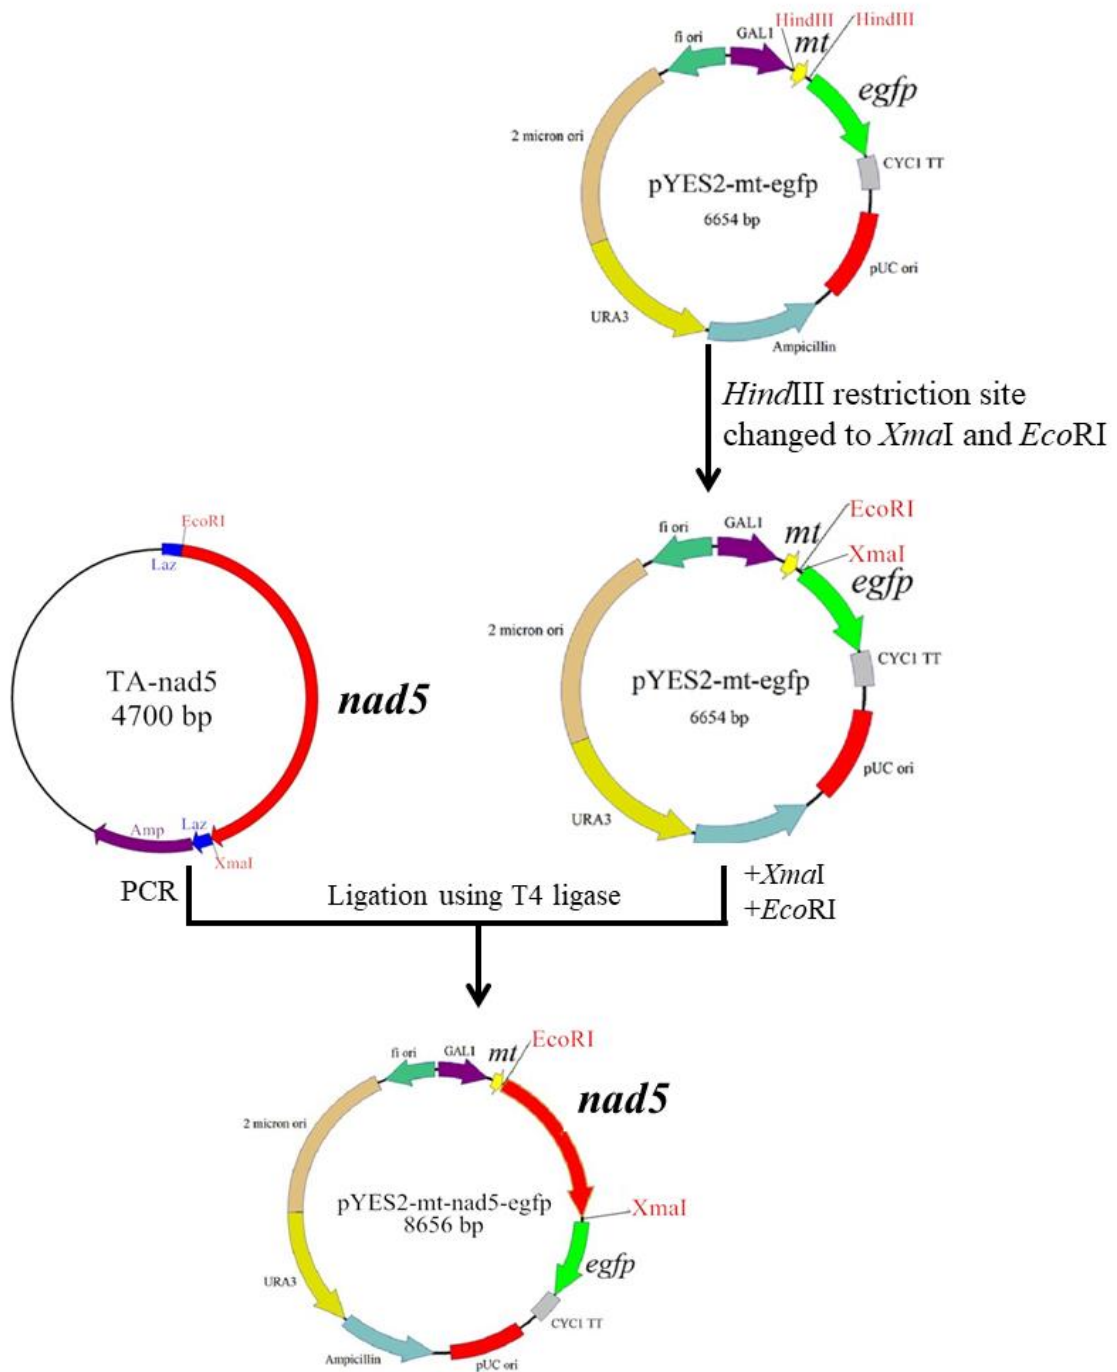 HindIII
HindIII
GAL1
mt
fi ori
egfp
2 micron ori
CYC1 TT
pYES2-mt-egfp
6654 bp
pUC ori
URA3
Ampicillin
HindIII restriction site
changed to XmaI and EcoRI
EcoRI
fi ori
GAL1
mt
XmaI
egfp
2 micron ori
CYC1 TT
pYES2-mt-egfp
6654 bp
pUC ori
URA3
EcoRI
Laz
TA-nad5
4700 bp
nad5
Amp
Laz
XmaI
PCR
Ligation using T4 ligase
+XmaI
+EcoRI
EcoRI
fi ori
GAL1
mt
nad5
2 micron ori
pYES2-mt-nad5-egfp
8656 bp
XmaI
egfp
URA3
CYC1 TT
Ampicillin
pUC ori